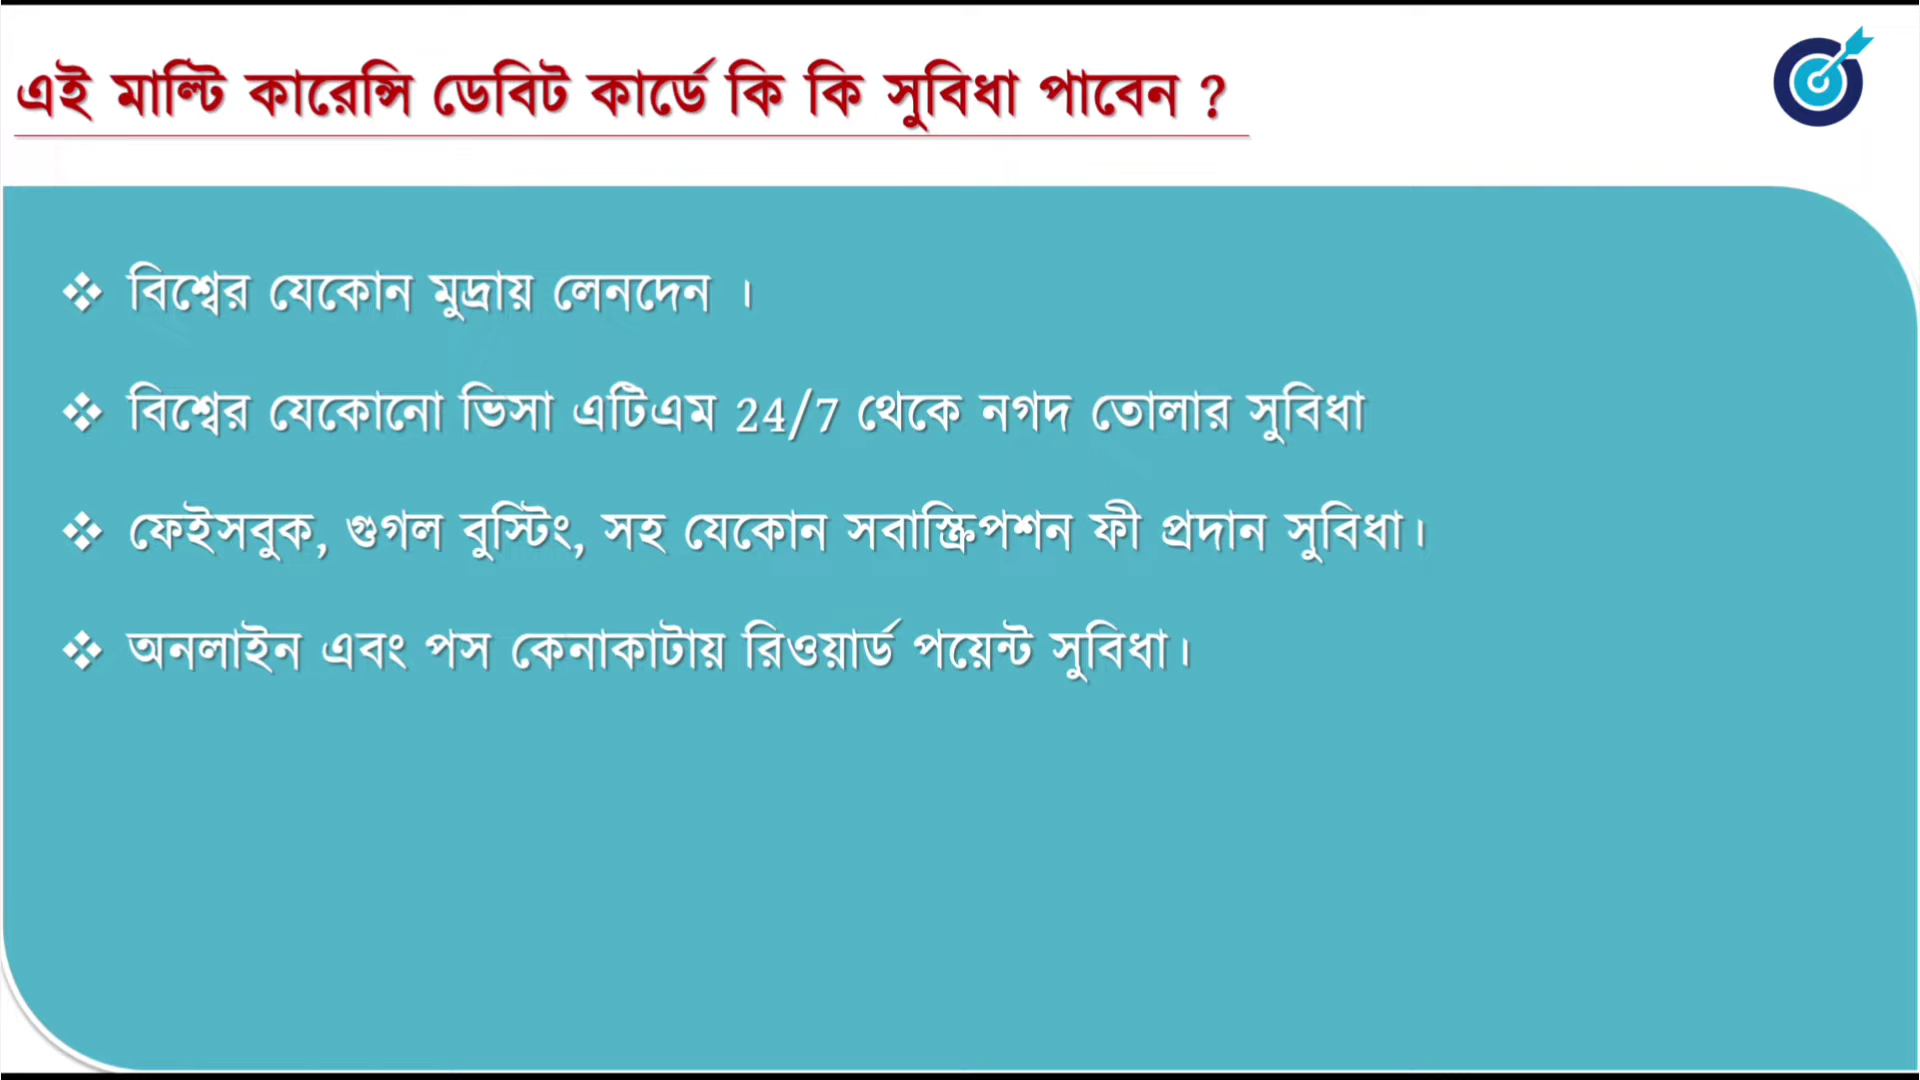 এই মাল্টি কারেন্সি ডেবিট কার্ডে কি কি সুবিধা পাবেন ?
❖ বিশ্বের যেকোন মুদ্রায় লেনদেন ।
❖ বিশ্বের যেকোনো ভিসা এটিএম 24/7 থেকে নগদ তোলার সুবিধা
❖ ফেইসবুক, গুগল বুস্টিং, সহ যেকোন সবাস্ক্রিপশন ফী প্রদান সুবিধা।
❖ অনলাইন এবং পস কেনাকাটায় রিওয়ার্ড পয়েন্ট সুবিধা।